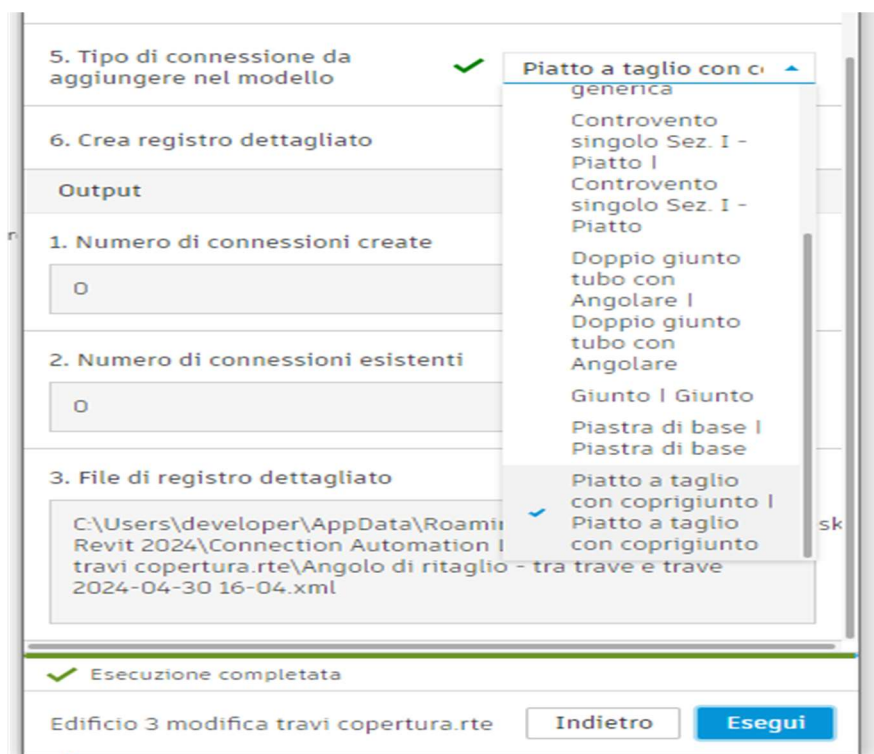 5. Tipo di connessione da
aggiungere nel modello
Piatto a taglio con c
generica
Controvento
singolo Sez. I -
Piatto |
Controvento
singolo Sez. I -
Piatto
Doppio giunto
tubo con
Angolare |
Doppio giunto
tubo con
Angolare
Giunto | Giunto
Piastra di base |
Piastra di base
Piatto a taglio
con coprigiunto |
Piatto a taglio
con coprigiunto
6. Crea registro dettagliato
Output
1. Numero di connessioni create
0
2. Numero di connessioni esistenti
0
3. File di registro dettagliato
C:\Users\developer\AppData\Roamin
sk
Revit 2024\Connection Automation
travi copertura.rte\Angolo di ritaglio - tra trave e trave
2024-04-30 16-04.xml
Esecuzione completata
Edificio 3 modifica travi copertura.rte
Indietro
Esegui